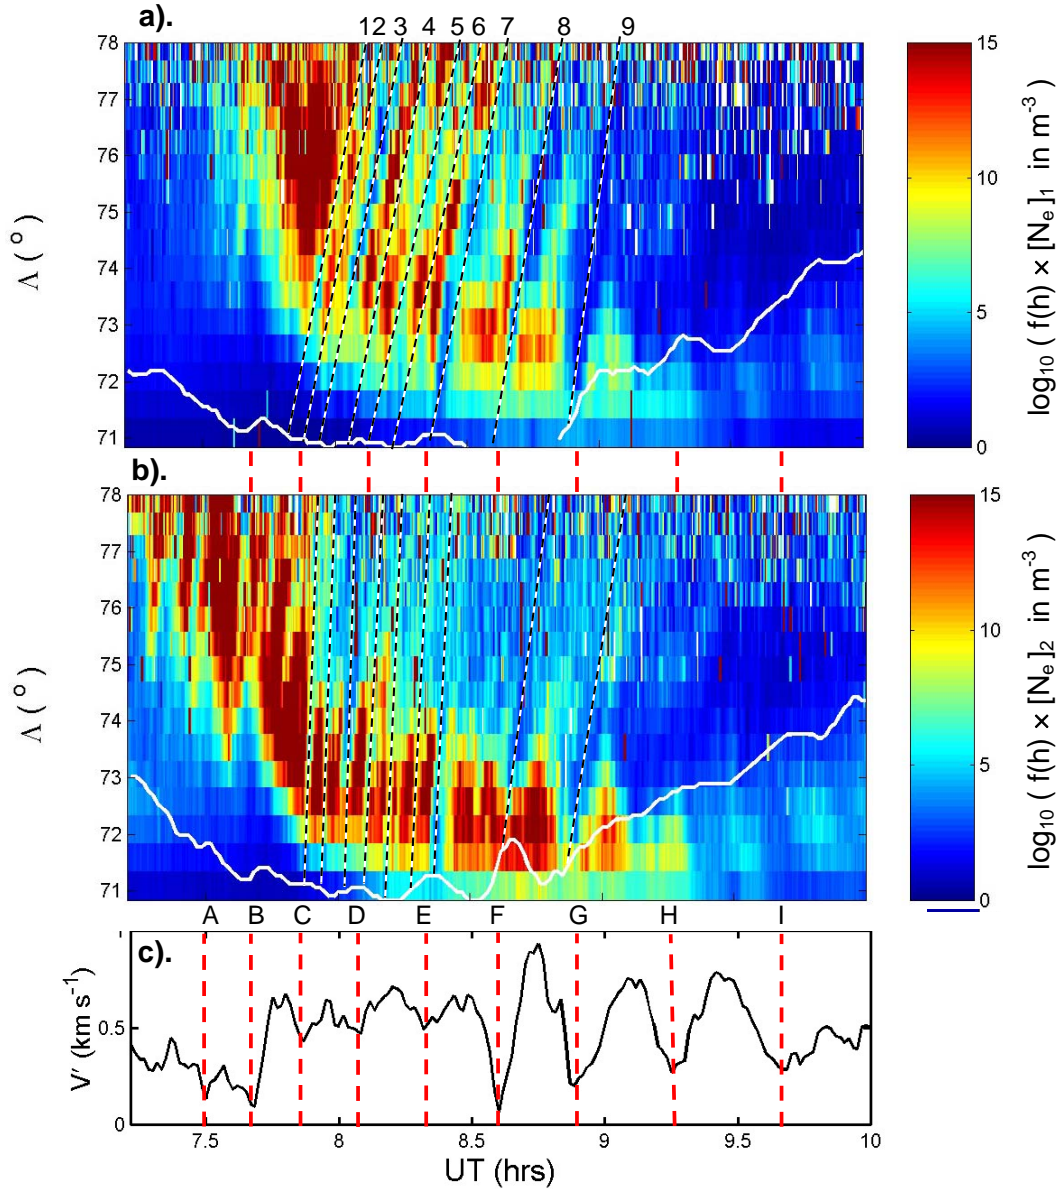 a).
1 2 3 4 5 6 7 8 9
78
77
76
75
74
73
72
71
Λ ( ° )
15
10
5
0
log10 ( f(h) × [Ne]1 in m-3
b).
78
77
76
75
74
73
72
71
Λ ( ° )
15
10
5
0
log10 ( f(h) × [Ne]2 in m-3
A B C D E F G H I
c).
1
0.5
0
V' (km s-1)
7.5 8 8.5 9 9.5 10
UT (hrs)